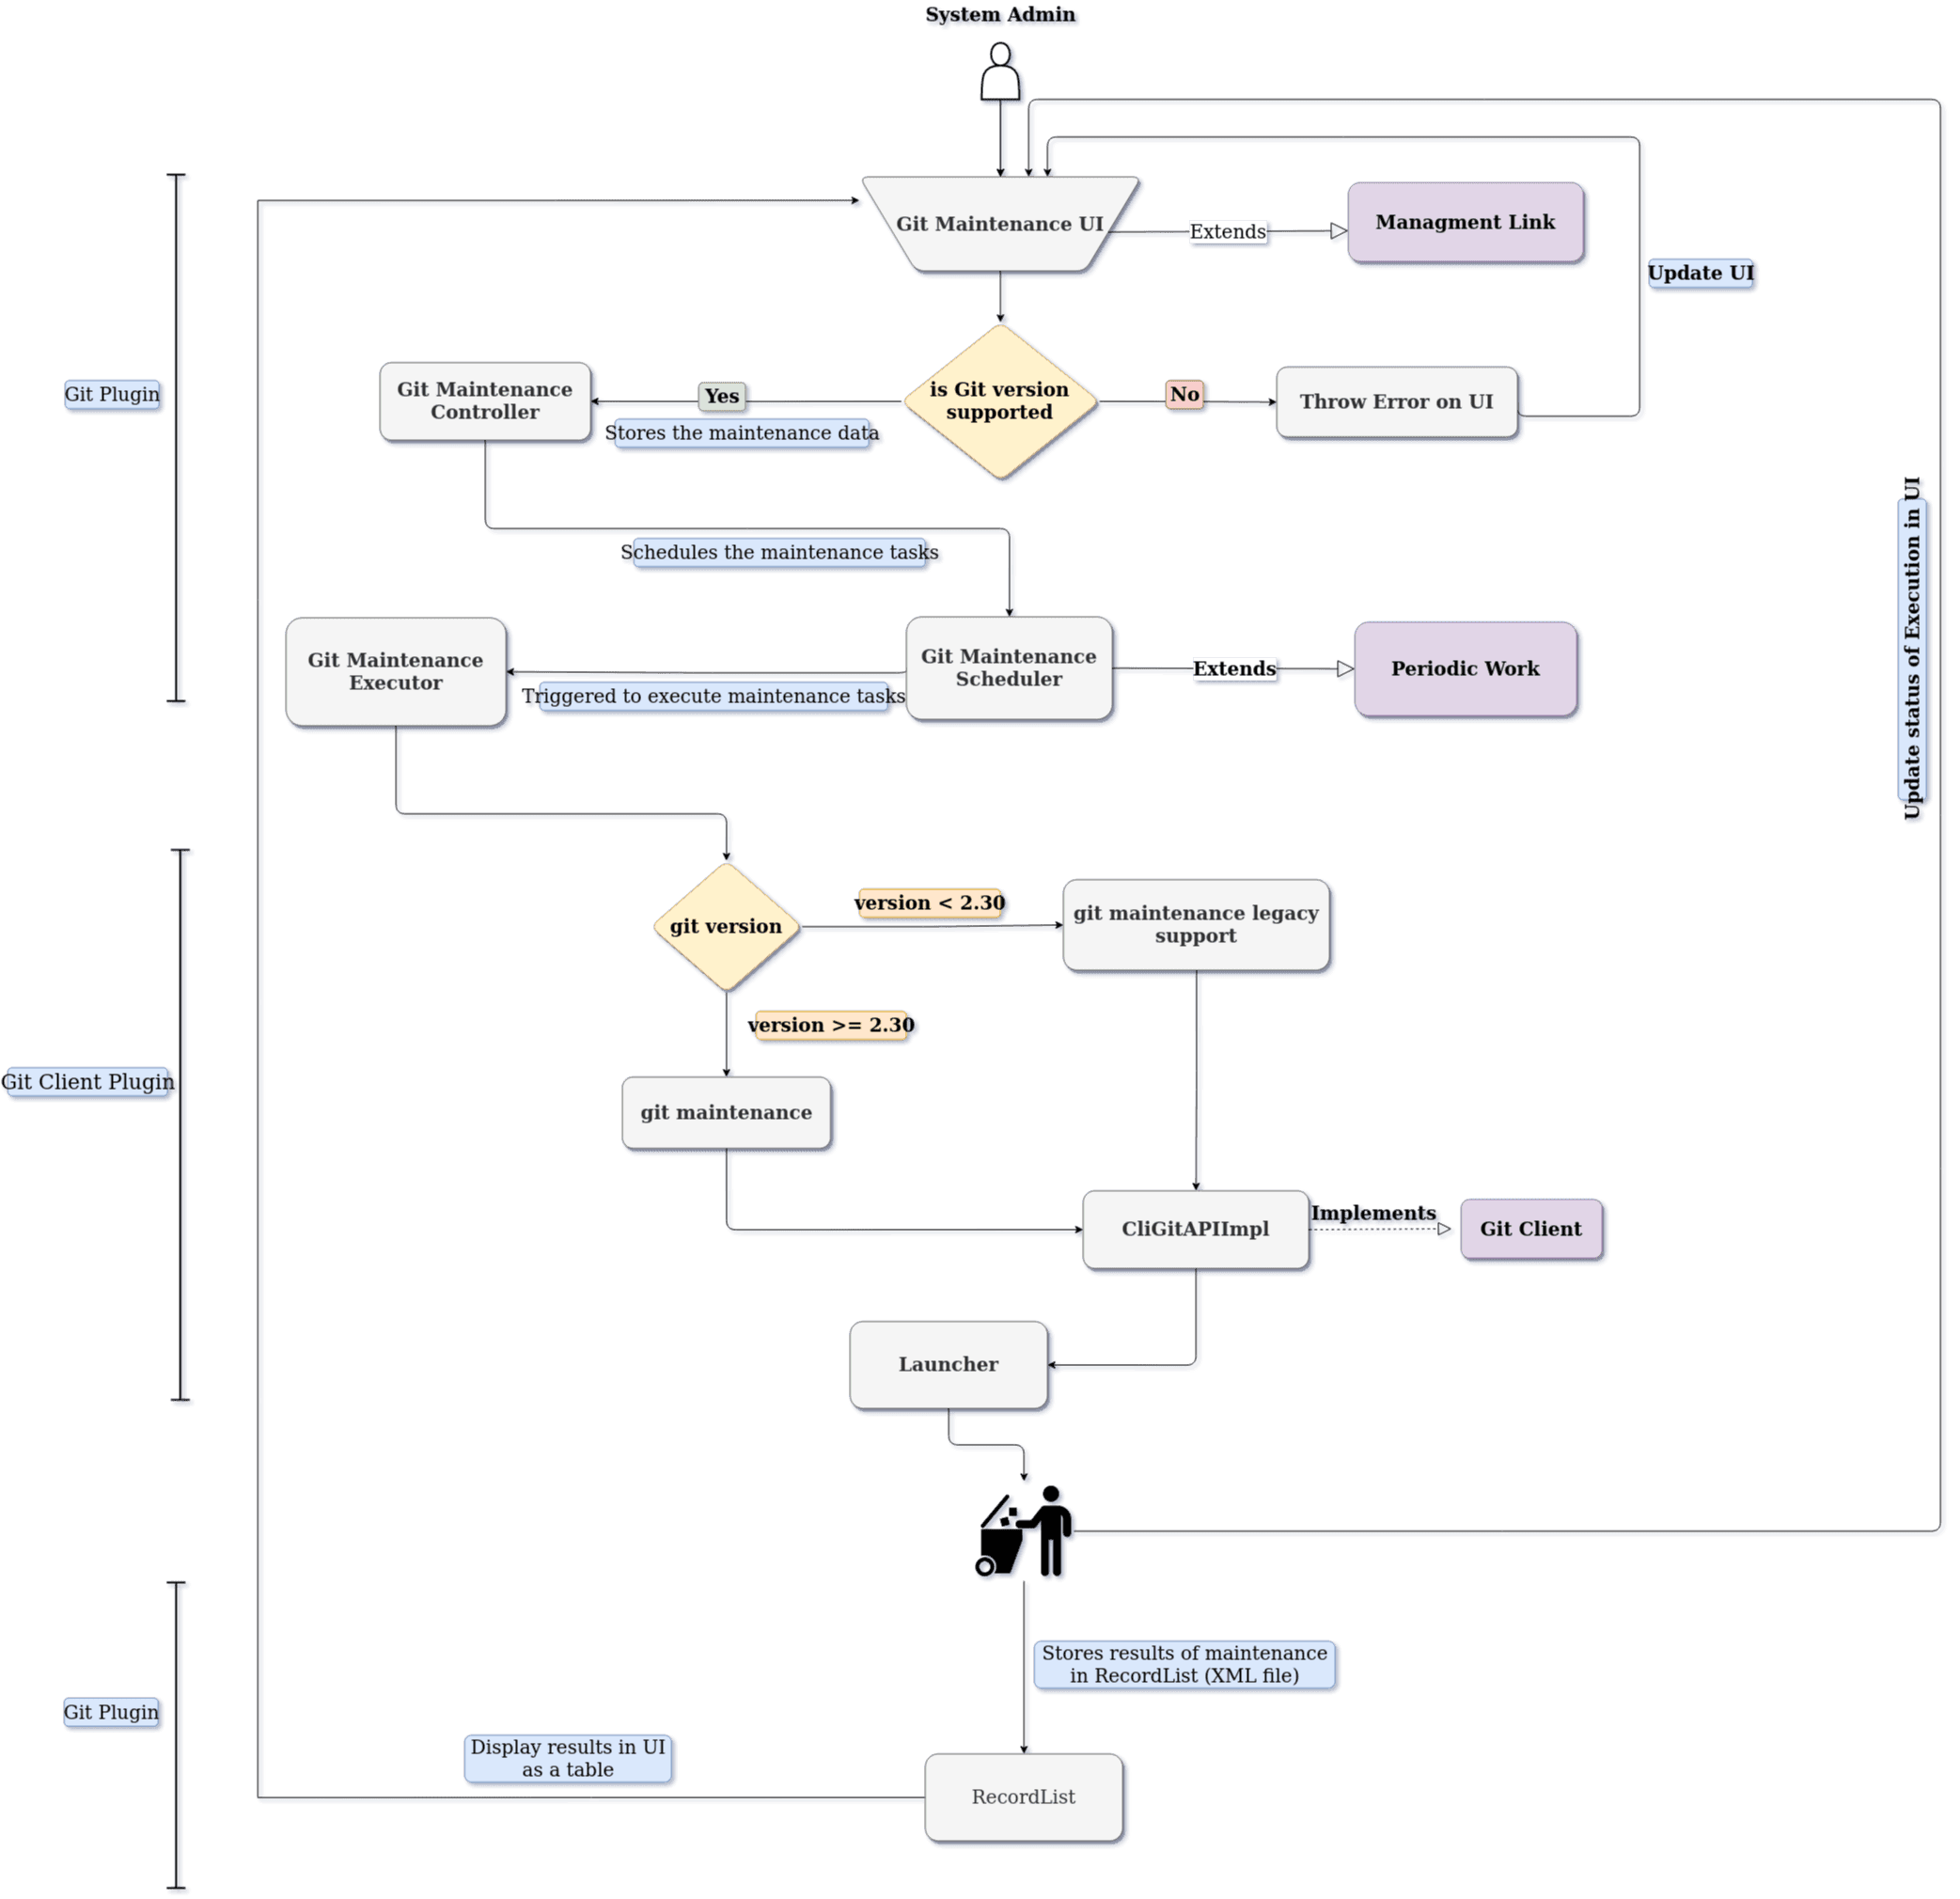 System Admin
Git Maintenance UI
Extends
Managment Link
Update UI
Git Plugin
Git Maintenance
Controller
Yes
Stores the maintenance data
is Git version
supported
No
Throw Error on UI
Schedules the maintenance tasks
Update status of Execution in UI
Git Maintenance
Executor
Triggered to execute maintenance tasks
Git Maintenance
Scheduler
Extends
Periodic Work
git version
version < 2.30
git maintenance legacy
support
version >= 2.30
Git Client Plugin
git maintenance
CliGitAPIImpl
Implements
Git Client
Launcher
Stores results of maintenance
in RecordList (XML file)
Git Plugin
Display results in UI
as a table
RecordList